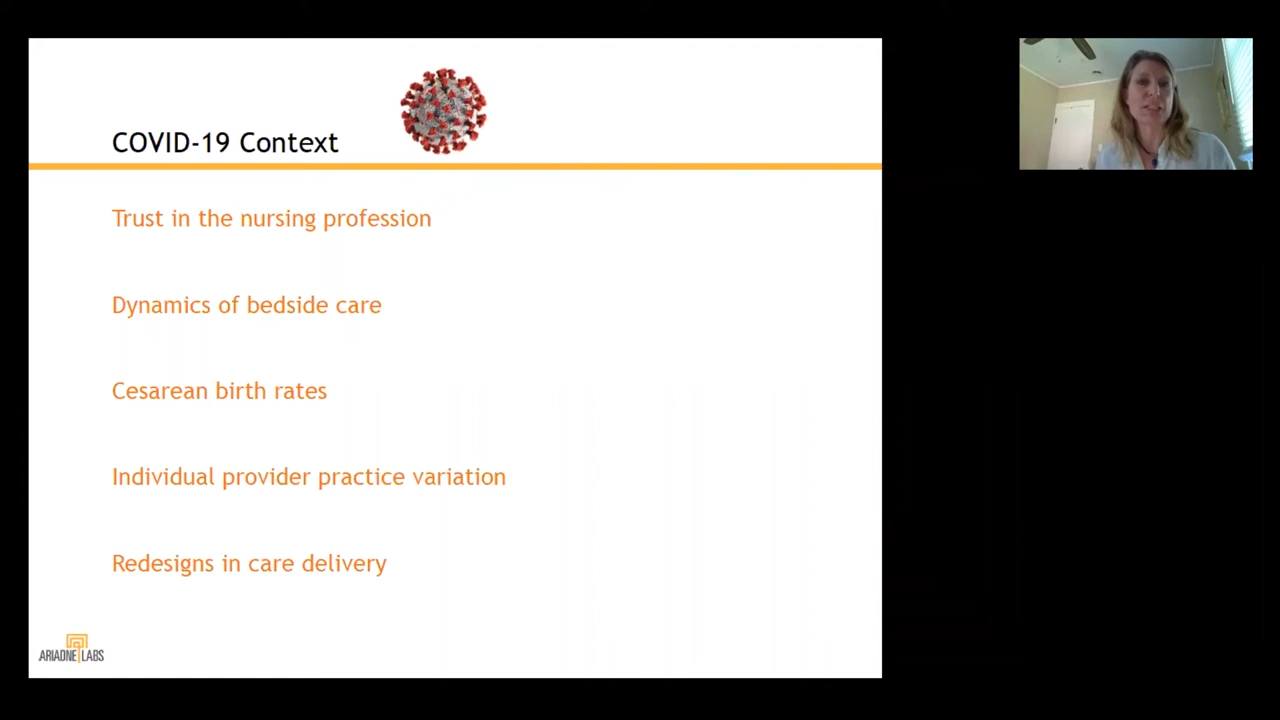 COVID-19 Context
Trust in the nursing profession
Dynamics of bedside care
Cesarean birth rates
Individual provider practice variation
Redesigns in care delivery
ARIADNE LABS